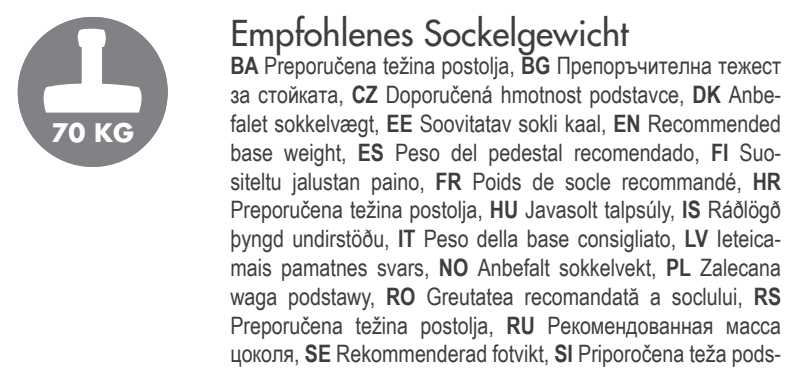 70 KG
Empfohlenes Sockelgewicht
BA Preporučena težina postolja, BG Препоръчителна тежест
за стойката, CZ Doporučená hmotnost podstavce, DK Anbe-
falet sokkelvægt, EE Soovitatav sokli kaal, EN Recommended
base weight, ES Peso del pedestal recomendado, FI Suo-
siteltu jalustan paino, FR Poids de socle recommandé, HR
Preporučena težina postolja, HU Javasolt talpsúly, IS Ráðlögð
þyngd undirstöðu, IT Peso della base consigliato, LV Ieteica-
mais pamatnes svars, NO Anbefalt sokkelvekt, PL Zalecana
waga podstawy, RO Greutatea recomandată a soclului, RS
Preporučena težina postolja, RU Рекомендованная масса
цоколя, SE Rekommenderad fotvikt, SI Priporočena teža pods-